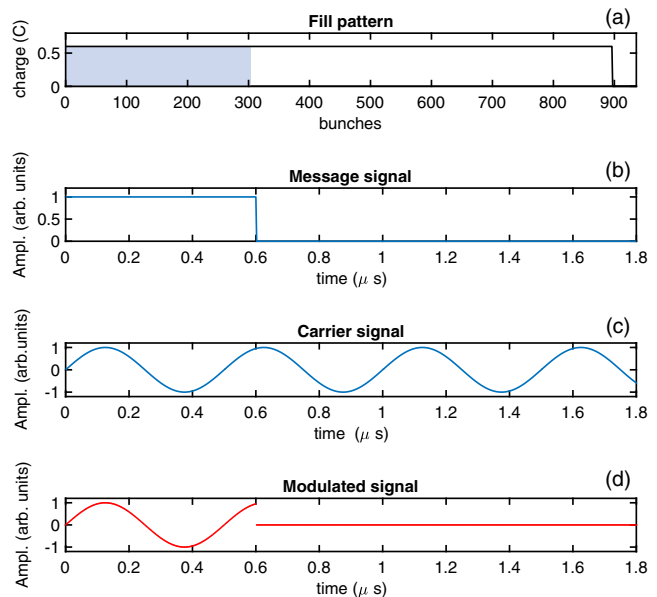 Fill pattern
(a)
charge (C)
0.5
0
0 100 200 300 400 500 600 700 800 900
bunches
Message signal
(b)
Ampl. (arb. units)
1
0.5
0
0 0.2 0.4 0.6 0.8 1 1.2 1.4 1.6 1.8
time (μ s)
Carrier signal
(c)
Ampl. (arb.units)
1
0
-1
0 0.2 0.4 0.6 0.8 1 1.2 1.4 1.6 1.8
time (μ s)
Modulated signal
(d)
Ampl. (arb. units)
1
0
-1
0 0.2 0.4 0.6 0.8 1 1.2 1.4 1.6 1.8
time (μ s)